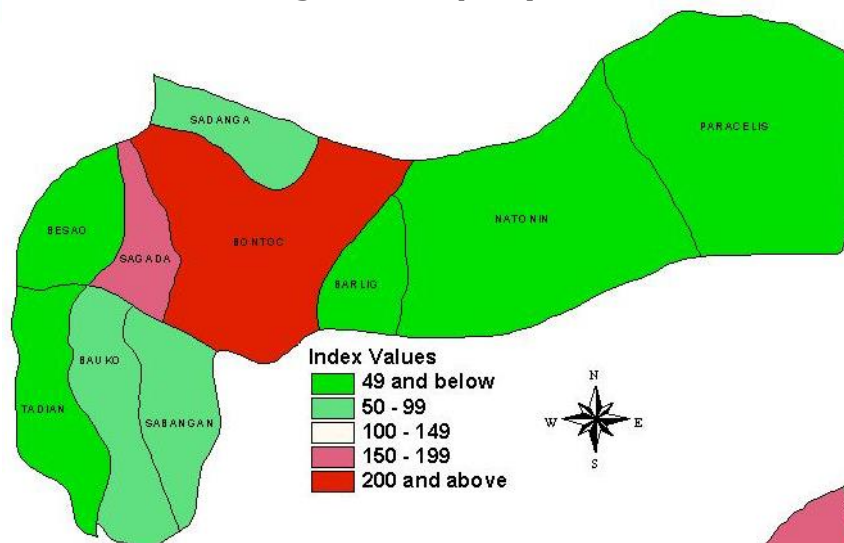 SADANGA
PARACELIS
NATONIN
BESAO
BONTOC
SAGADA
BARLIG
BAUKO
TADIAN
SABANGAN
Index Values
49 and below
50 - 99
100 - 149
150 - 199
200 and above
N
W
E
S